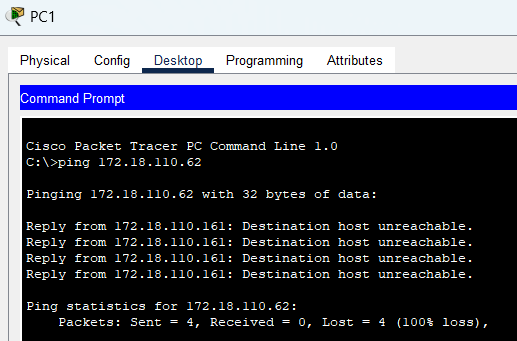 PC1
Physical Config Desktop Programming Attributes
Command Prompt
Cisco Packet Tracer PC Command Line 1.0
C:\>ping 172.18.110.62
Pinging 172.18.110.62 with 32 bytes of data:
Reply from 172.18.110.161: Destination host unreachable.
Reply from 172.18.110.161: Destination host unreachable.
Reply from 172.18.110.161: Destination host unreachable.
Reply from 172.18.110.161: Destination host unreachable.
Ping statistics for 172.18.110.62:
Packets: Sent = 4, Received = 0, Lost = 4 (100% loss),